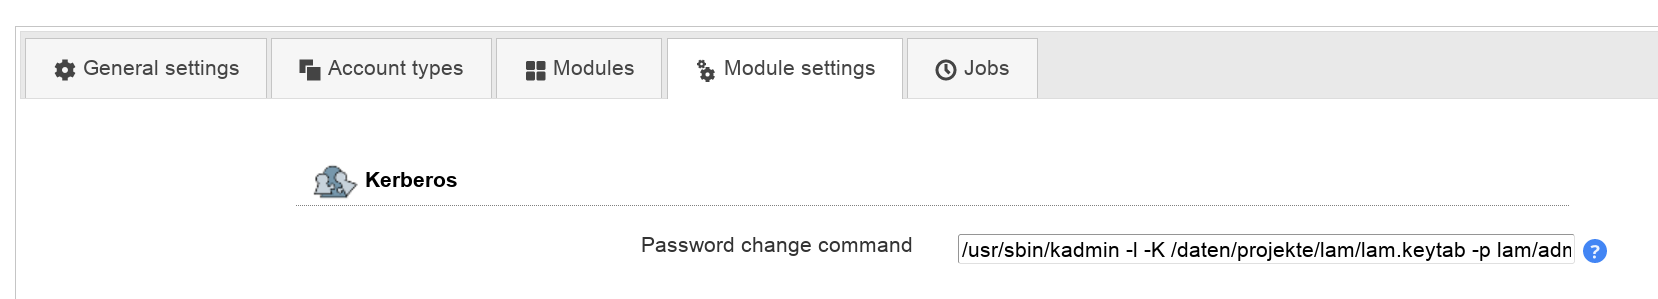 General settings Account types Modules Module settings Jobs
Kerberos
Password change command /usr/sbin/kadmin -l -K /daten/projekte/lam/lam.keytab -p lam/adm ?